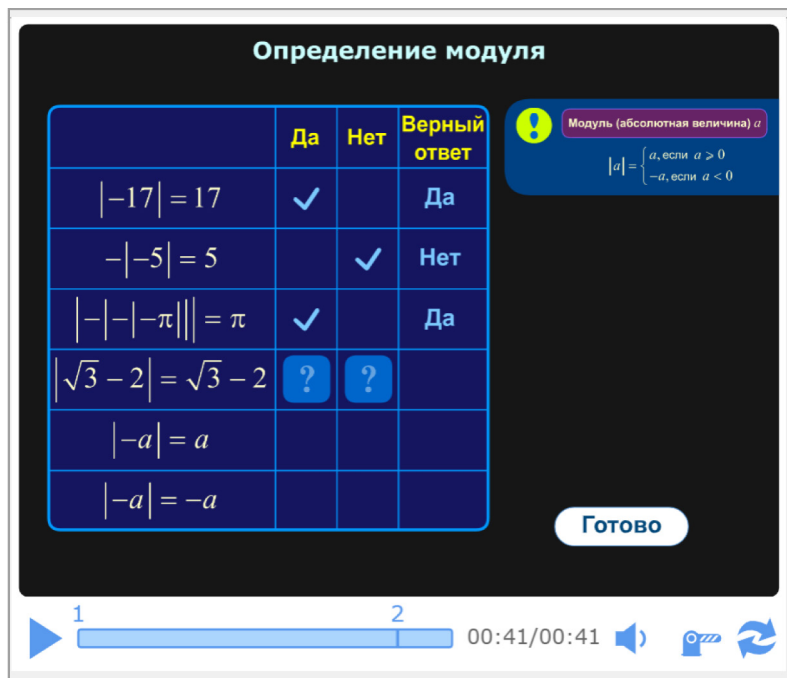 Определение модуля
Да Нет Верный ответ
|−17| = 17 Да
−|−5| = 5 Нет
|−|−|−π||| = π Да
|√3 − 2| = √3 − 2 ? ?
|−a| = a
|−a| = −a
! Модуль (абсолютная величина) a
|a| = { a, если a ⩾ 0
−a, если a < 0
Готово
1 2
00:41/00:41